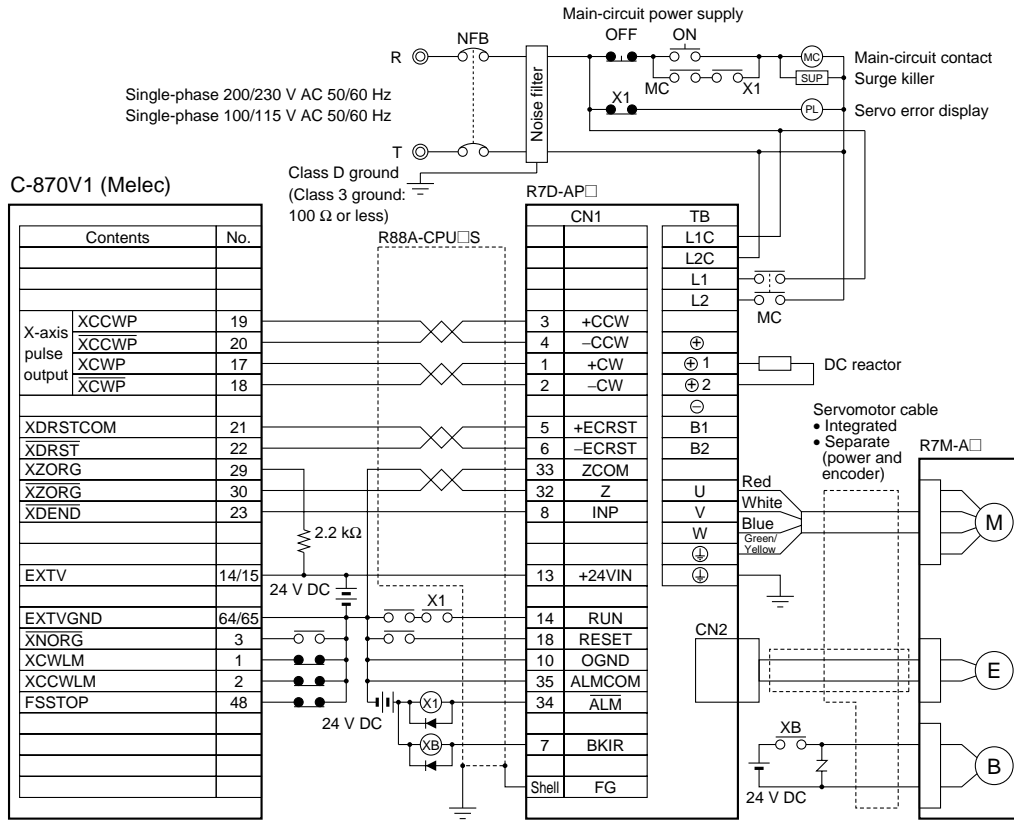 Main-circuit power supply
OFF ON
NFB
R
MC Main-circuit contact
SUP Surge killer
MC X1
X1
PL Servo error display
Noise filter
Single-phase 200/230 V AC 50/60 Hz
Single-phase 100/115 V AC 50/60 Hz
T
Class D ground
(Class 3 ground:
100 Ω or less)
C-870V1 (Melec)
R7D-AP□
R88A-CPU□S
CN1 TB
Contents No.
L1C
L2C
L1
L2
MC
X-axis
pulse
output
XCCWP 19 3 +CCW
XCCWP 20 4 −CCW ⊕
XCWP 17 1 +CW ⊕ 1
XCWP 18 2 −CW ⊕ 2
DC reactor
⊖
XDRSTCOM 21 5 +ECRST B1
XDRST 22 6 −ECRST B2
XZORG 29 33 ZCOM
XZORG 30 32 Z U
XDEND 23 8 INP V
W
Red
White
Blue
Green/
Yellow
Servomotor cable
• Integrated
• Separate
(power and
encoder)
R7M-A□
M
2.2 kΩ
EXTV 14/15 13 +24VIN
24 V DC
X1
EXTVGND 64/65 14 RUN
XNORG 3 18 RESET
XCWLM 1 10 OGND
XCCWLM 2 35 ALMCOM
FSSTOP 48 34 ALM
X1
24 V DC
XB
7 BKIR
Shell FG
CN2
E
XB
24 V DC
B